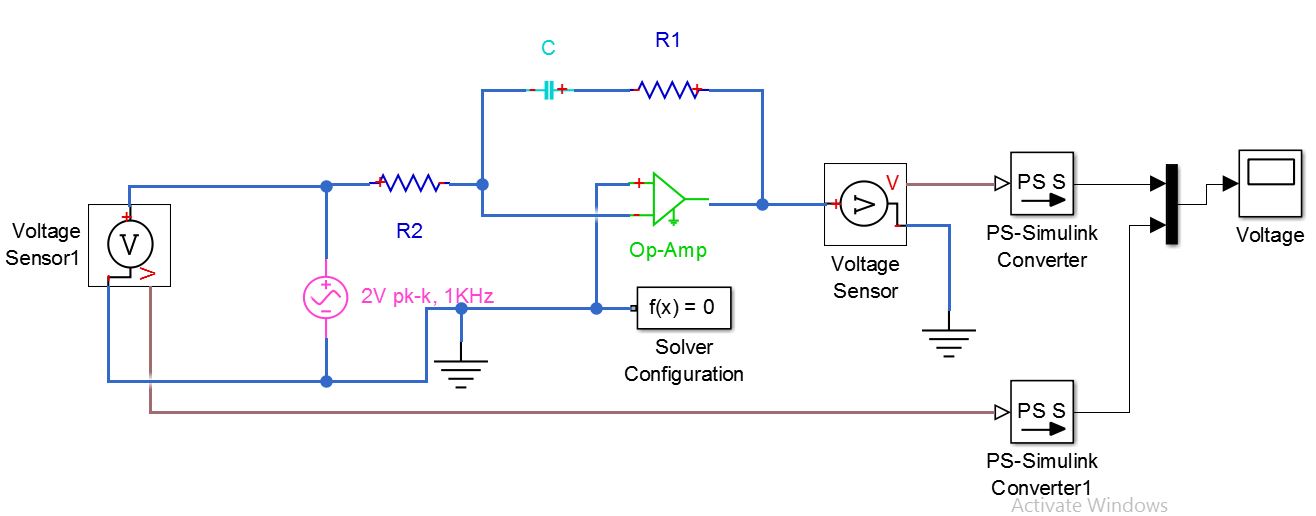 C
R1
R2
Op-Amp
Voltage
Sensor1
V
V
2V pk-k, 1KHz
f(x) = 0
Solver
Configuration
V
V
Voltage
Sensor
PS S
PS-Simulink
Converter
Voltage
PS S
PS-Simulink
Converter1
Activate Windows